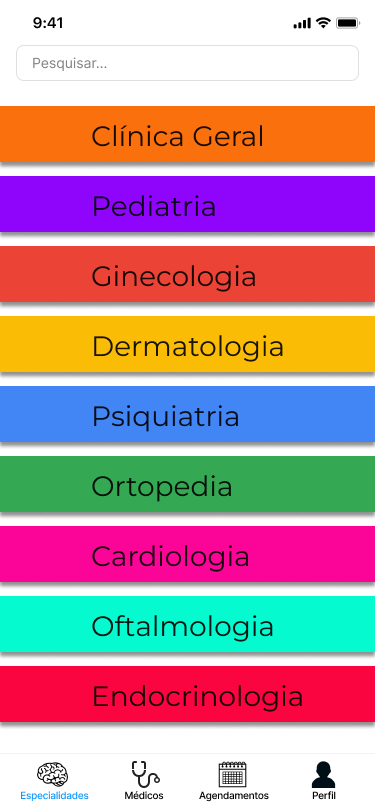 9:41
Pesquisar...
Clínica Geral
Pediatria
Ginecologia
Dermatologia
Psiquiatria
Ortopedia
Cardiologia
Oftalmologia
Endocrinologia
Especialidades
Médicos
Agendamentos
Perfil